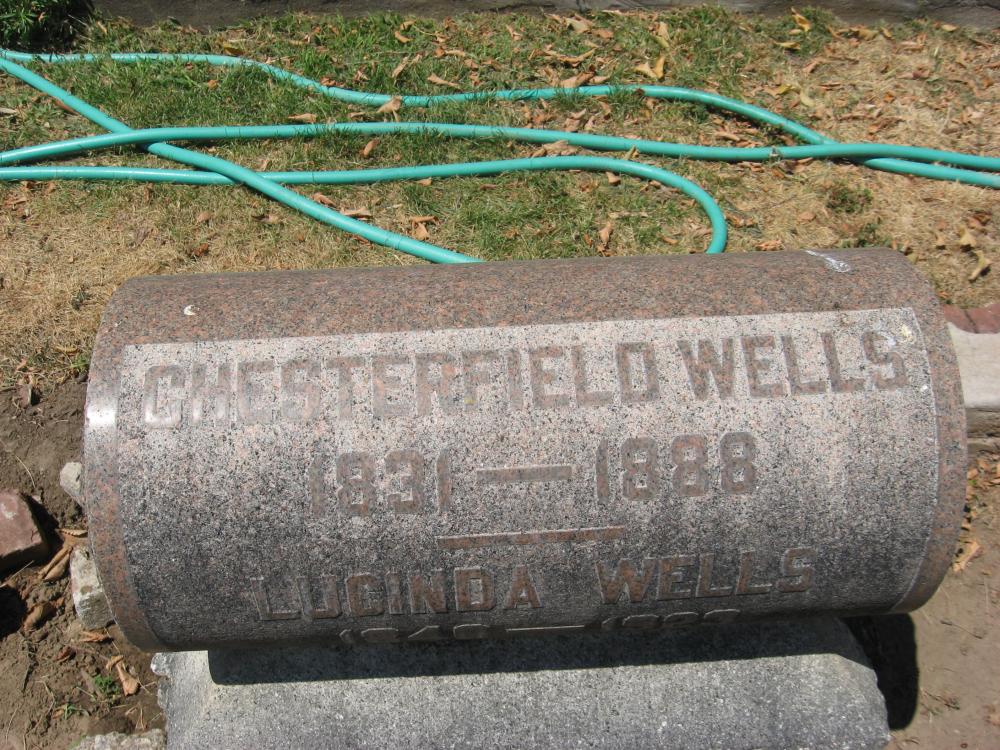 CHESTERFIELD WELLS
1831 — 1888
LUCINDA WELLS